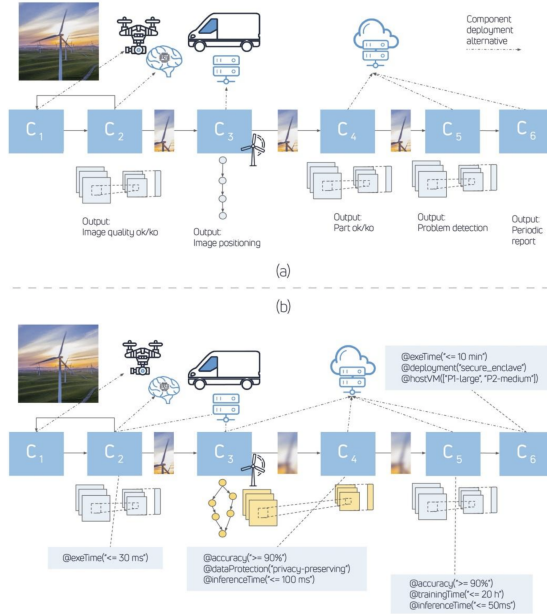 Component
deployment
alternative
C1
C2
C3
C4
C5
C6
Output:
Image quality ok/ko
Output:
Image positioning
Output:
Part ok/ko
Output:
Problem detection
Output:
Periodic
report
(a)
(b)
@exeTime("<= 10 min")
@deployment("secure_enclave")
@hostVM(["P1-large", "P2-medium"])
C1
C2
C3
C4
C5
C6
@exeTime("<= 30 ms")
@accuracy(">= 90%")
@dataProtection("privacy-preserving")
@inferenceTime("<= 100 ms")
@accuracy(">= 90%")
@trainingTime("<= 20 h")
@inferenceTime("<= 50ms")